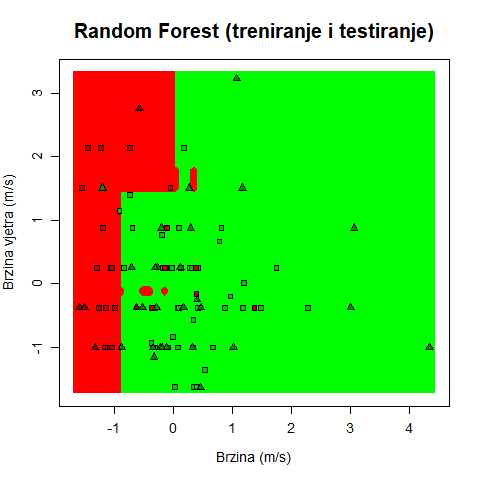 Random Forest (treniranje i testiranje)
Brzina vjetra (m/s)
3
2
1
0
-1
-1 0 1 2 3 4
Brzina (m/s)